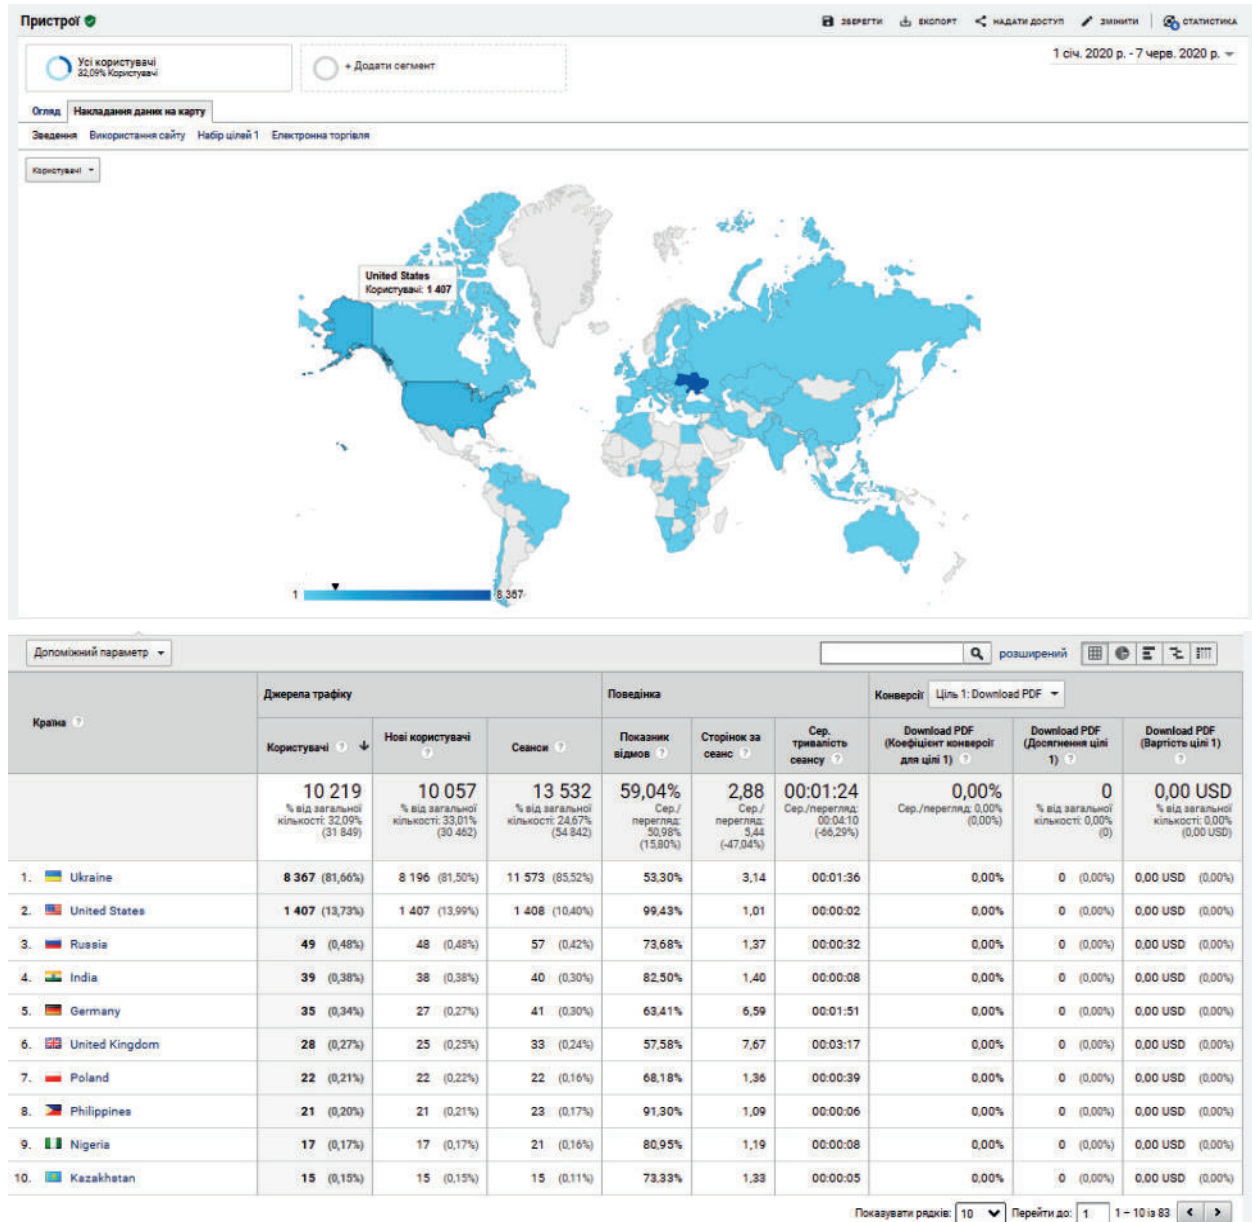 Пристрої
ЗБЕРЕГТИ ЕКСПОРТ НАДАТИ ДОСТУП ЗМІНИТИ СТАТИСТИКА
Усі користувачі
32,09% Користувачі
+ Додати сегмент
1 січ. 2020 р. - 7 черв. 2020 р.
Огляд Накладання даних на карту
Зведення Використання сайту Набір цілей 1 Електронна торгівля
Користувачі
United States
Користувачі: 1 407
1 8 367
Допоміжний параметр
розширений
Країна
Джерела трафіку
Поведінка
Конверсії Ціль 1: Download PDF
Користувачі
Нові користувачі
Сеанси
Показник відмов
Сторінок за сеанс
Сер. тривалість сеансу
Download PDF (Коефіцієнт конверсії для цілі 1)
Download PDF (Досягнення цілі 1)
Download PDF (Вартість цілі 1)
10 219 % від загальної кількості: 32,09% (31 849)
10 057 % від загальної кількості: 33,01% (30 462)
13 532 % від загальної кількості: 24,67% (54 842)
59,04% Сер./перегляд: 50,98% (15,80%)
2,88 Сер./перегляд: 5,44 (-47,04%)
00:01:24 Сер./перегляд: 00:04:10 (-66,29%)
0,00% Сер./перегляд: 0,00% (0,00%)
0 % від загальної кількості: 0,00% (0)
0,00 USD % від загальної кількості: 0,00% (0,00 USD)
1. Ukraine 8 367 (81,66%) 8 196 (81,50%) 11 573 (85,52%) 53,30% 3,14 00:01:36 0,00% 0 (0,00%) 0,00 USD (0,00%)
2. United States 1 407 (13,73%) 1 407 (13,99%) 1 408 (10,40%) 99,43% 1,01 00:00:02 0,00% 0 (0,00%) 0,00 USD (0,00%)
3. Russia 49 (0,48%) 48 (0,48%) 57 (0,42%) 73,68% 1,37 00:00:32 0,00% 0 (0,00%) 0,00 USD (0,00%)
4. India 39 (0,38%) 38 (0,38%) 40 (0,30%) 82,50% 1,40 00:00:08 0,00% 0 (0,00%) 0,00 USD (0,00%)
5. Germany 35 (0,34%) 27 (0,27%) 41 (0,30%) 63,41% 6,59 00:01:51 0,00% 0 (0,00%) 0,00 USD (0,00%)
6. United Kingdom 28 (0,27%) 25 (0,25%) 33 (0,24%) 57,58% 7,67 00:03:17 0,00% 0 (0,00%) 0,00 USD (0,00%)
7. Poland 22 (0,21%) 22 (0,22%) 22 (0,16%) 68,18% 1,36 00:00:39 0,00% 0 (0,00%) 0,00 USD (0,00%)
8. Philippines 21 (0,20%) 21 (0,21%) 23 (0,17%) 91,30% 1,09 00:00:06 0,00% 0 (0,00%) 0,00 USD (0,00%)
9. Nigeria 17 (0,17%) 17 (0,17%) 21 (0,16%) 80,95% 1,19 00:00:08 0,00% 0 (0,00%) 0,00 USD (0,00%)
10. Kazakhstan 15 (0,15%) 15 (0,15%) 15 (0,11%) 73,33% 1,33 00:00:05 0,00% 0 (0,00%) 0,00 USD (0,00%)
Показувати рядків: 10 Перейти до: 1 1 – 10 із 83